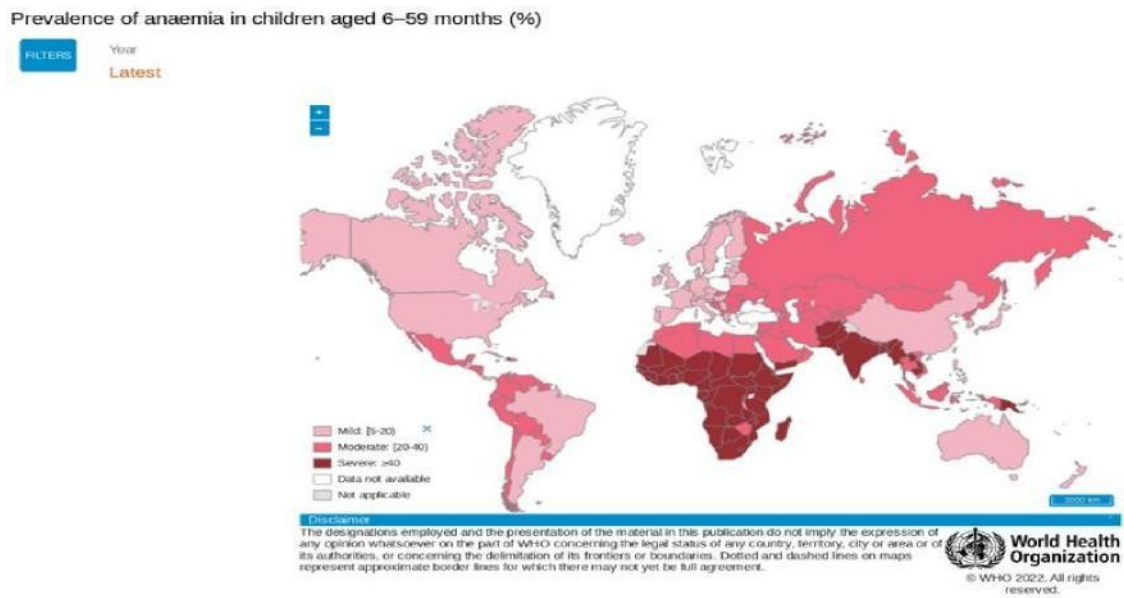 Prevalence of anaemia in children aged 6–59 months (%)
FILTERS
Year
Latest
+
−
Mild: [5-20)
×
Moderate: [20-40)
Severe: ≥40
Data not available
Not applicable
2000 km
Disclaimer
The designations employed and the presentation of the material in this publication do not imply the expression of
any opinion whatsoever on the part of WHO concerning the legal status of any country, territory, city or area or of
its authorities, or concerning the delimitation of its frontiers or boundaries. Dotted and dashed lines on maps
represent approximate border lines for which there may not yet be full agreement.
World Health
Organization
© WHO 2022. All rights
reserved.